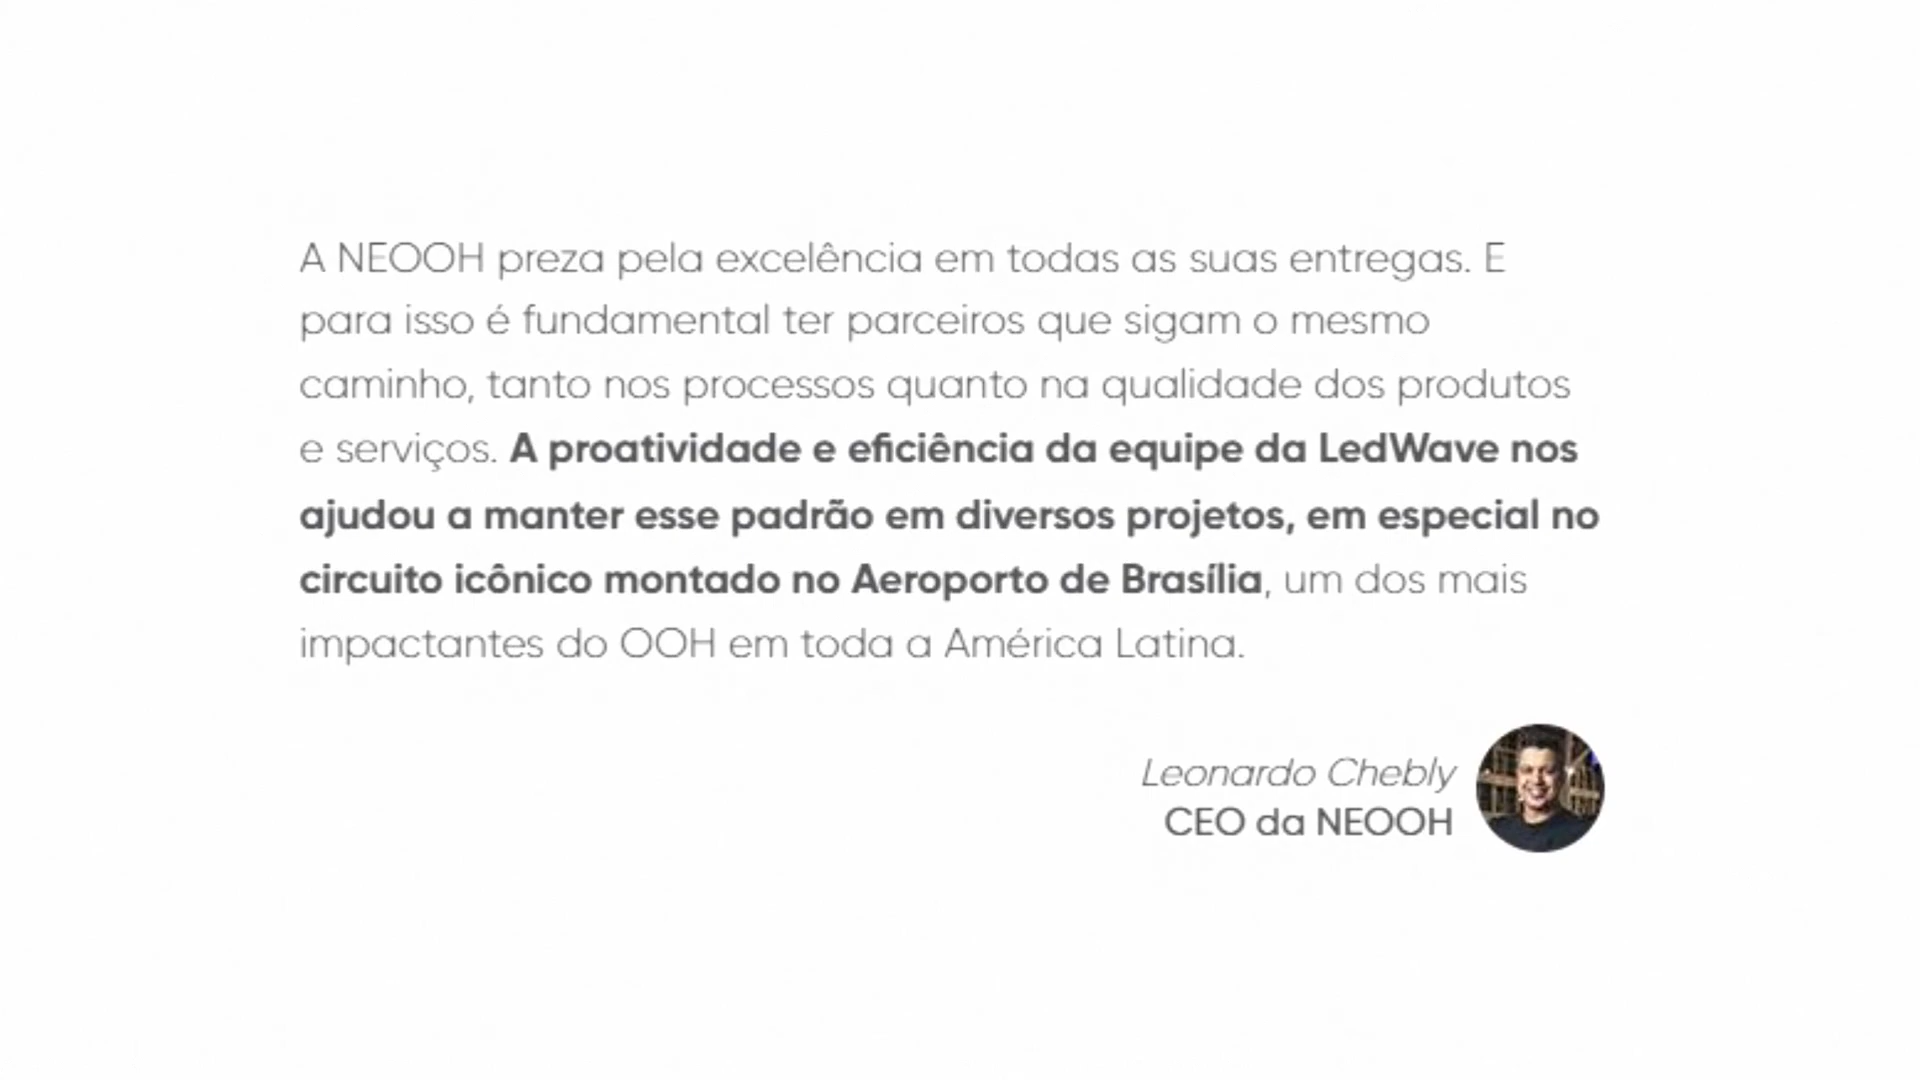 A NEOOH preza pela excelência em todas as suas entregas. E
para isso é fundamental ter parceiros que sigam o mesmo
caminho, tanto nos processos quanto na qualidade dos produtos
e serviços. A proatividade e eficiência da equipe da LedWave nos
ajudou a manter esse padrão em diversos projetos, em especial no
circuito icônico montado no Aeroporto de Brasília, um dos mais
impactantes do OOH em toda a América Latina.
Leonardo Chebly
CEO da NEOOH